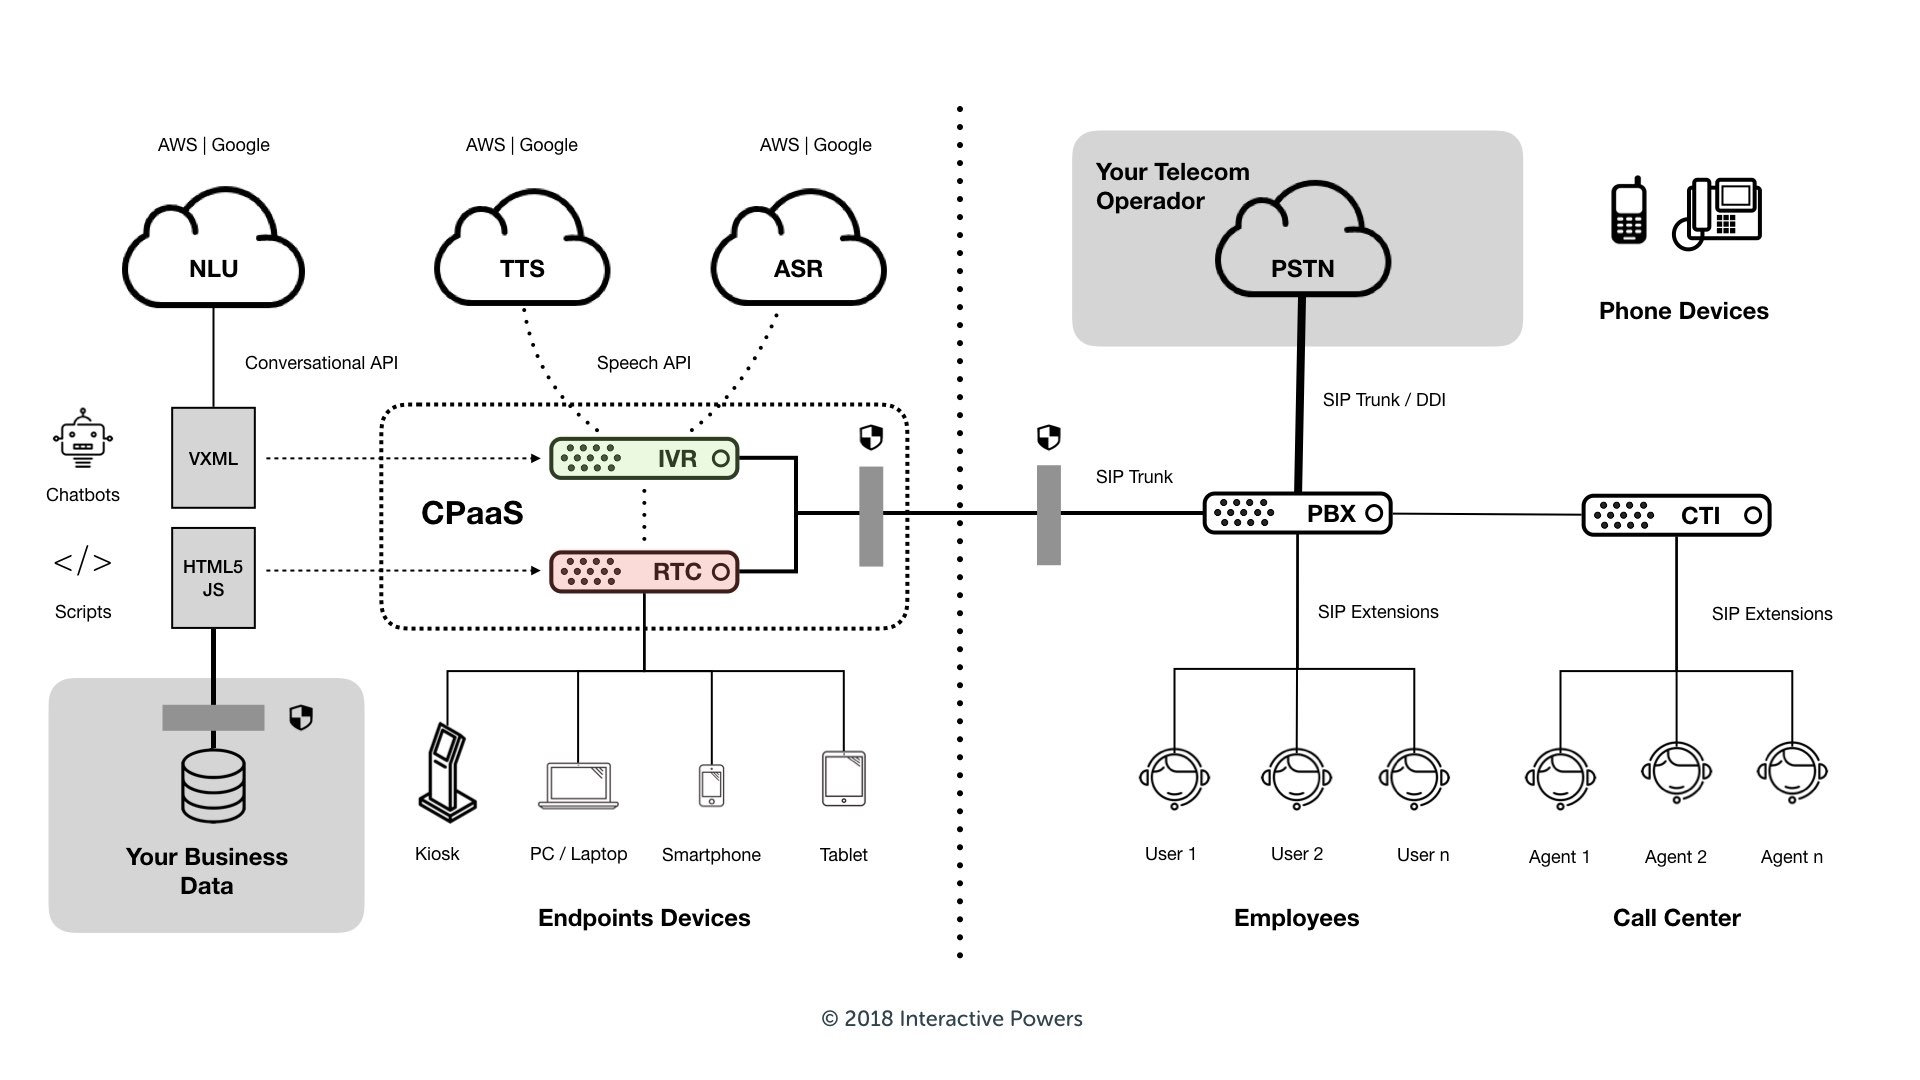 AWS | Google
AWS | Google
AWS | Google
NLU
TTS
ASR
Conversational API
Speech API
Chatbots
VXML
Scripts
HTML5
JS
CPaaS
IVR
RTC
Your Business
Data
Kiosk
PC / Laptop
Smartphone
Tablet
Endpoints Devices
Your Telecom
Operador
PSTN
Phone Devices
SIP Trunk / DDI
SIP Trunk
PBX
CTI
SIP Extensions
SIP Extensions
User 1
User 2
User n
Employees
Agent 1
Agent 2
Agent n
Call Center
© 2018 Interactive Powers